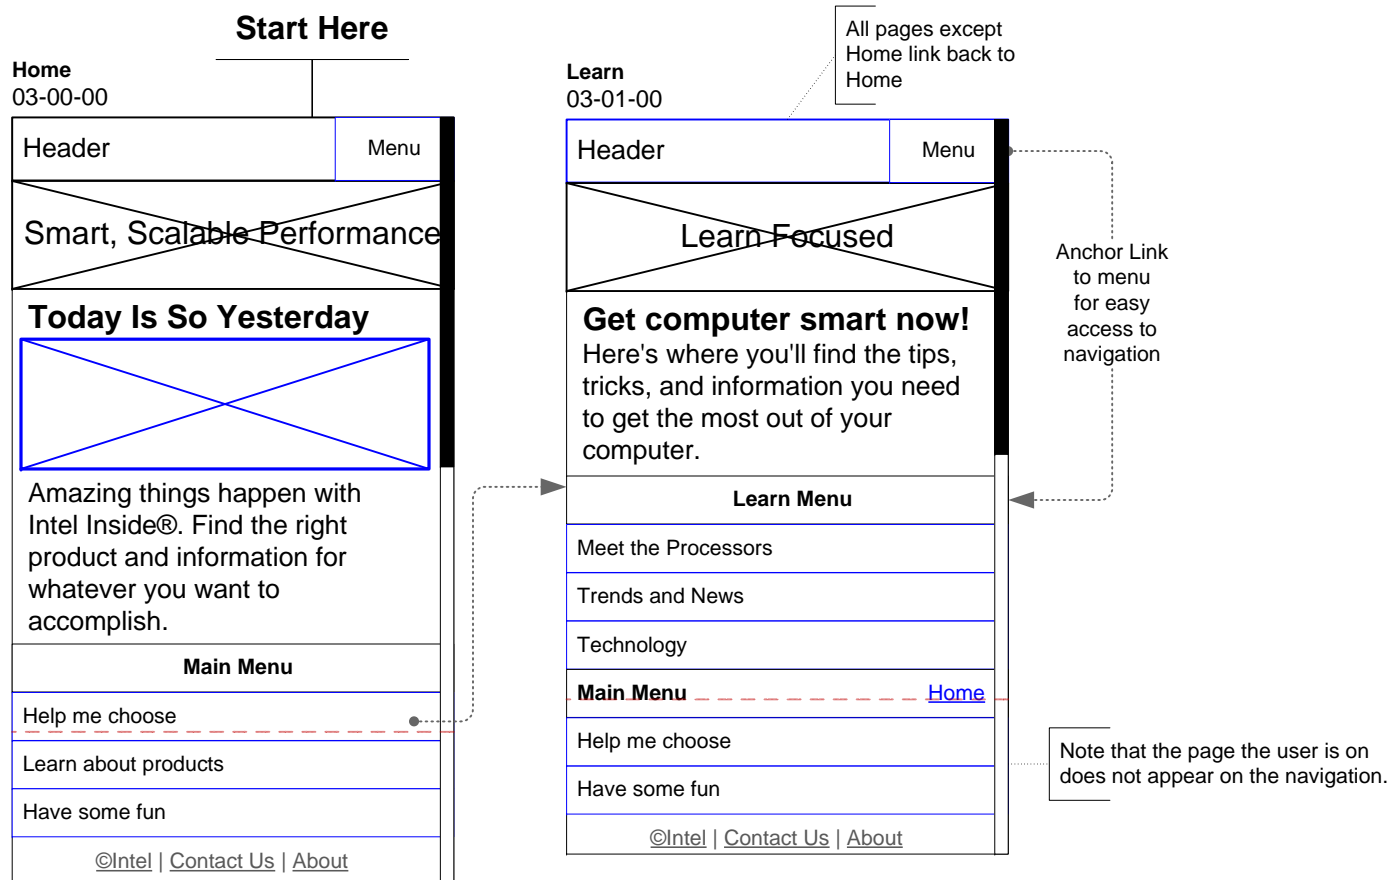 Start Here
Home
03-00-00
Header
Menu
Smart, Scalable Performance
Today Is So Yesterday
Amazing things happen with
Intel Inside®. Find the right
product and information for
whatever you want to
accomplish.
Main Menu
Help me choose
Learn about products
Have some fun
©Intel | Contact Us | About
All pages except
Home link back to
Home
Learn
03-01-00
Header
Menu
Learn Focused
Get computer smart now!
Here's where you'll find the tips,
tricks, and information you need
to get the most out of your
computer.
Learn Menu
Meet the Processors
Trends and News
Technology
Main Menu Home
Help me choose
Have some fun
©Intel | Contact Us | About
Anchor Link
to menu
for easy
access to
navigation
Note that the page the user is on
does not appear on the navigation.